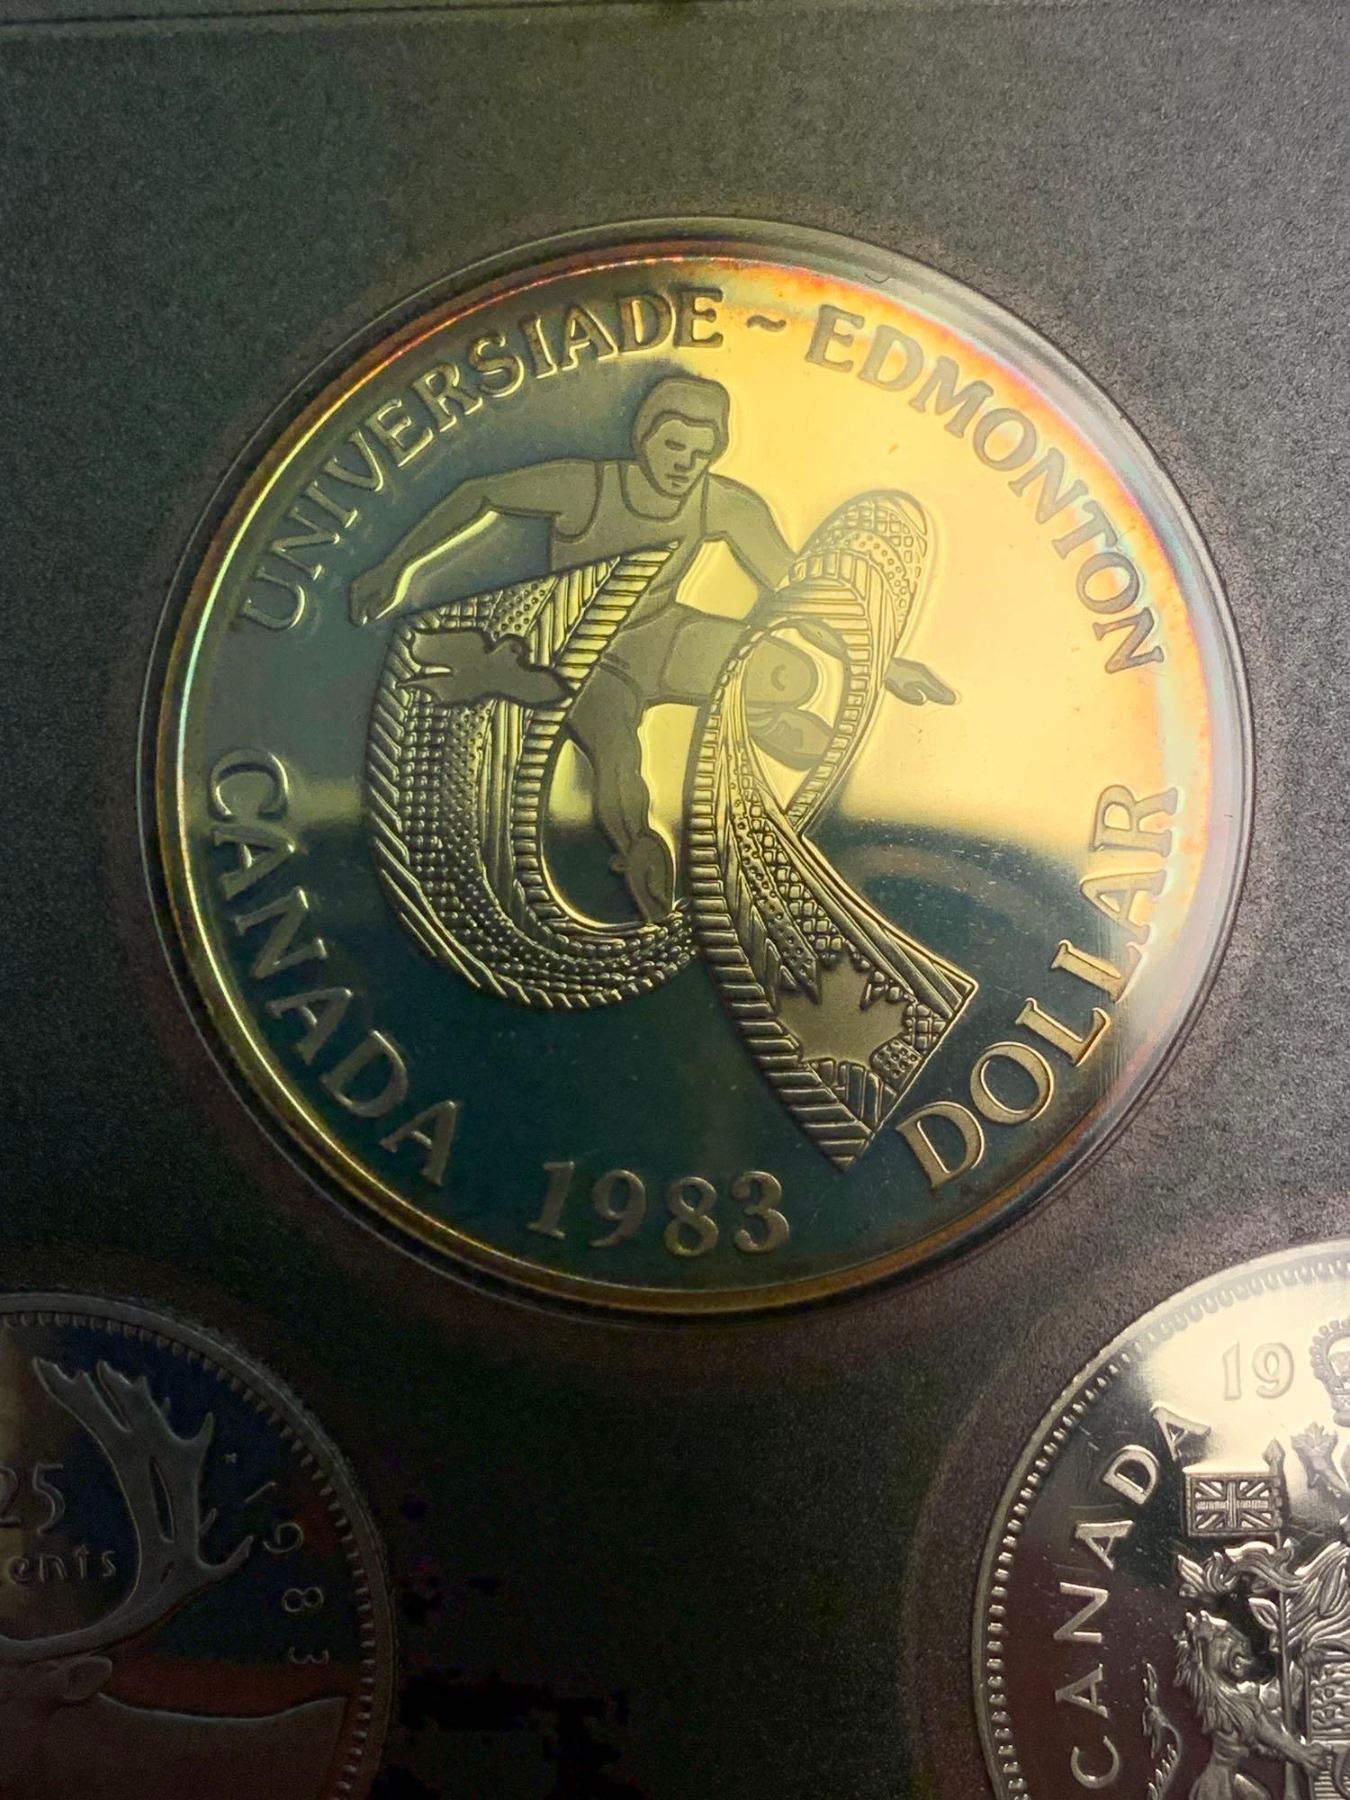 UNIVERSIADE ~ EDMONTON
CANADA 1983 DOLLAR
25
cents
1983
19
CANADA